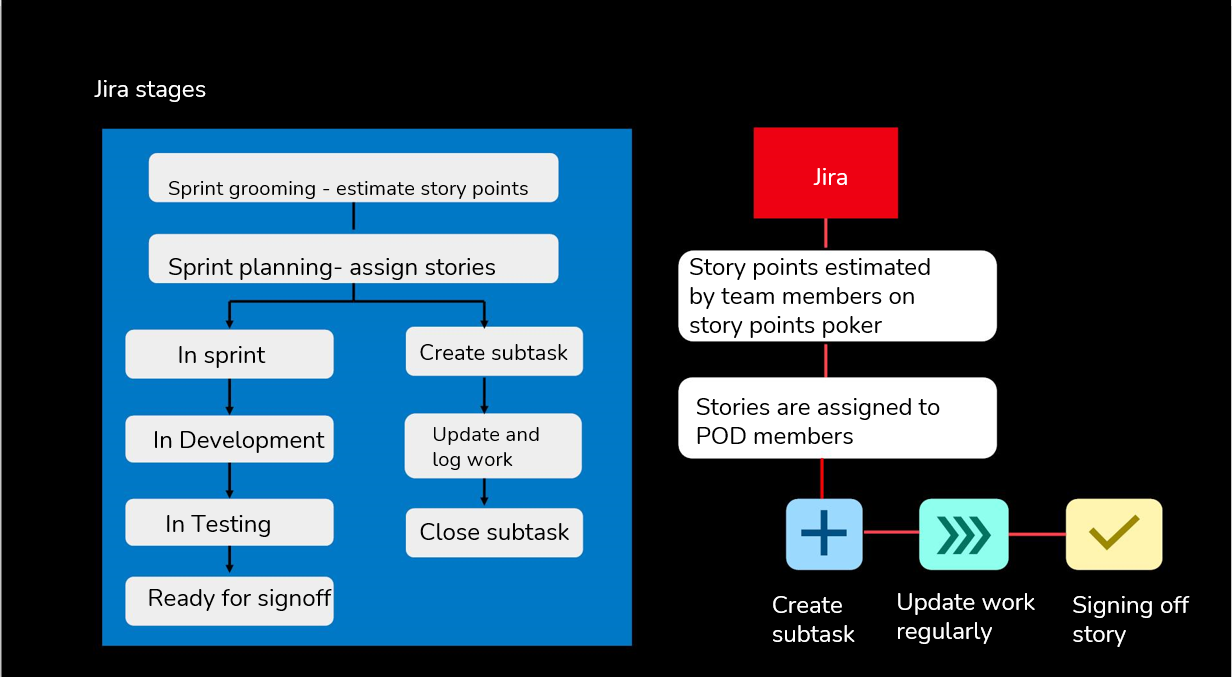 Jira stages
Sprint grooming - estimate story points
Sprint planning- assign stories
In sprint
In Development
In Testing
Ready for signoff
Create subtask
Update and
log work
Close subtask
Jira
Story points estimated
by team members on
story points poker
Stories are assigned to
POD members
Create
subtask
Update work
regularly
Signing off
story